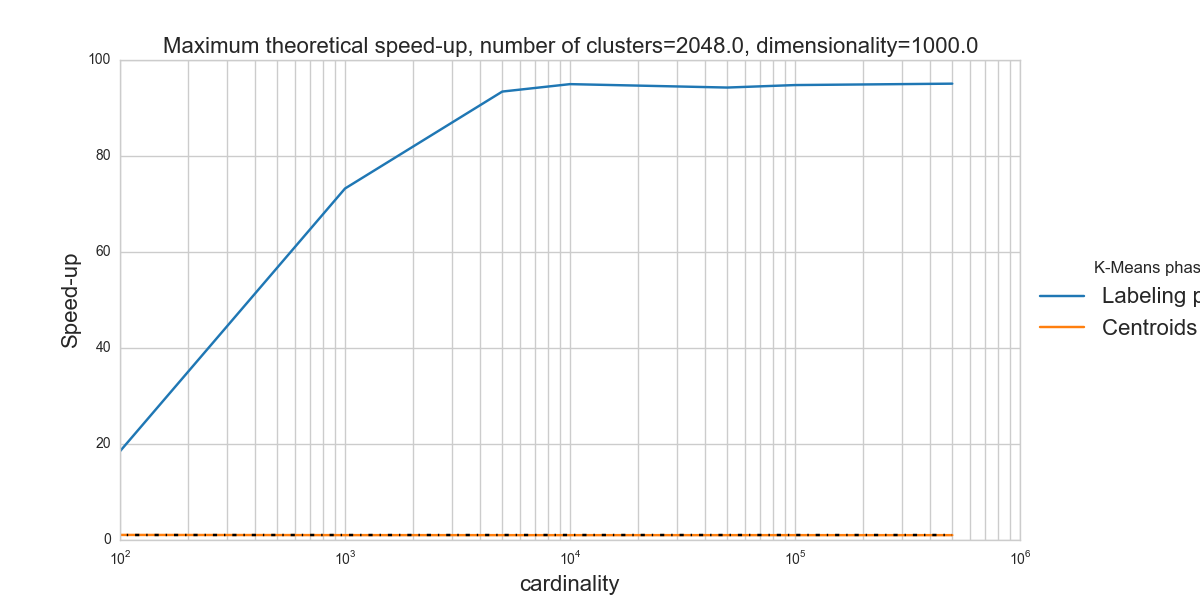 Maximum theoretical speed-up, number of clusters=2048.0, dimensionality=1000.0
100
80
60
40
20
0
Speed-up
10²
10³
10⁴
10⁵
10⁶
cardinality
K-Means phas
Labeling p
Centroids